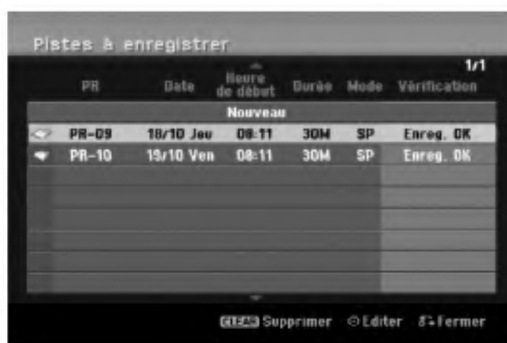 Pistes à enregistrer
1/1
PR Date Heure de début Durée Mode Vérification
Nouveau
PR-09 18/10 Jeu 08:11 30M SP Enreg. OK
PR-10 19/10 Ven 08:11 30M SP Enreg. OK
CLEAR Supprimer Editer Fermer